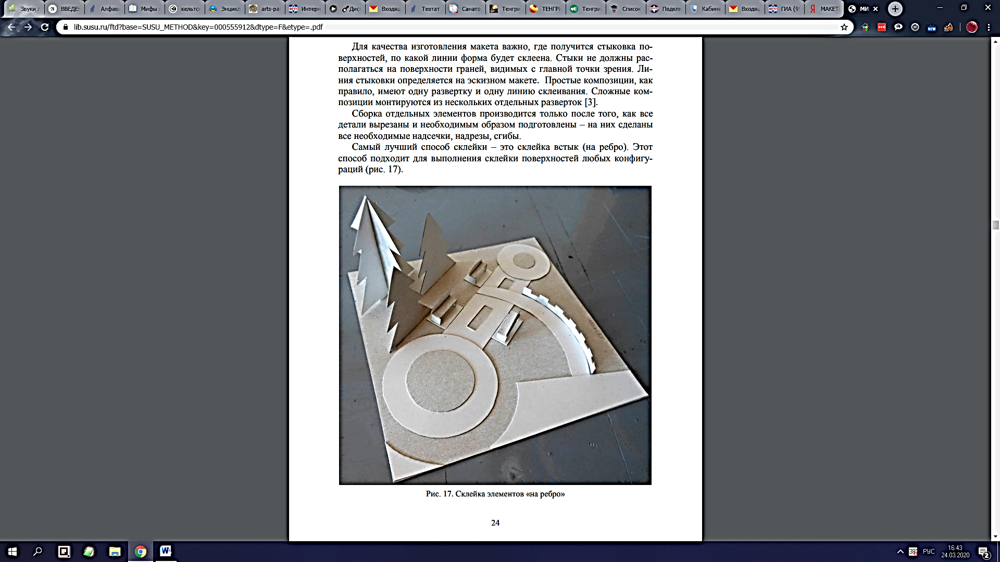 Звуки л
ВВЕДЕ
Алфави
Мифы н
кельтс
Энцикл
arts-pa
Интерн
Дис
Входящ
Тевтат
Санато
Тенгри
ТЕНГРИ
Тенгри
Список
Подклю
Кабине
Входящ
ГИА (9
МАКЕТ
МИ
lib.susu.ru/ftd?base=SUSU_METHOD&key=000555912&dtype=F&etype=.pdf
NEW
Для качества изготовления макета важно, где получится стыковка по-
верхностей, по какой линии форма будет склеена. Стыки не должны рас-
полагаться на поверхности граней, видимых с главной точки зрения. Ли-
ния стыковки определяется на эскизном макете. Простые композиции, как
правило, имеют одну развертку и одну линию склеивания. Сложные ком-
позиции монтируются из нескольких отдельных разверток [3].
Сборка отдельных элементов производится только после того, как все
детали вырезаны и необходимым образом подготовлены – на них сделаны
все необходимые надсечки, надрезы, сгибы.
Самый лучший способ склейки – это склейка встык (на ребро). Этот
способ подходит для выполнения склейки поверхностей любых конфигу-
раций (рис. 17).
Рис. 17. Склейка элементов «на ребро»
24
38°
РУС
16:43
24.03.2020
2